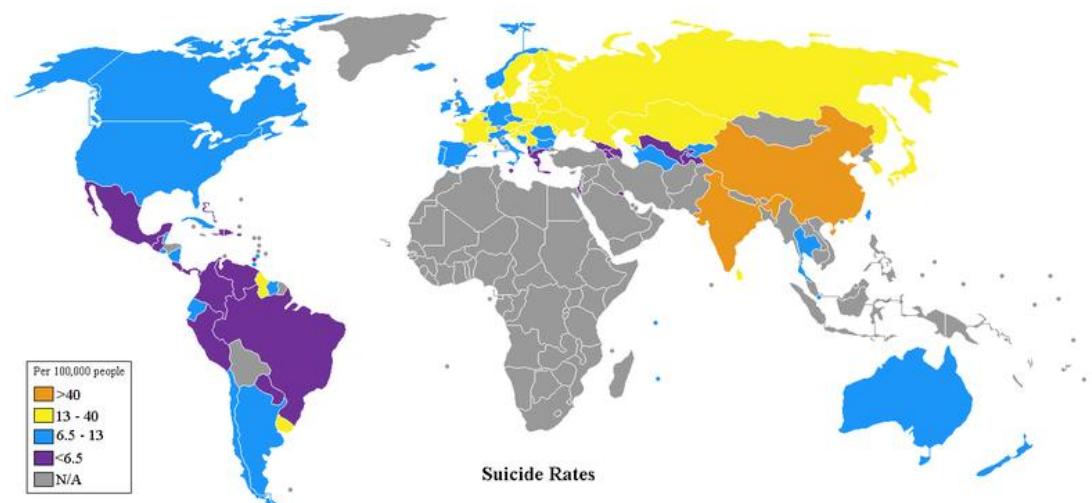 Per 100,000 people
>40
13 - 40
6.5 - 13
<6.5
N/A
Suicide Rates